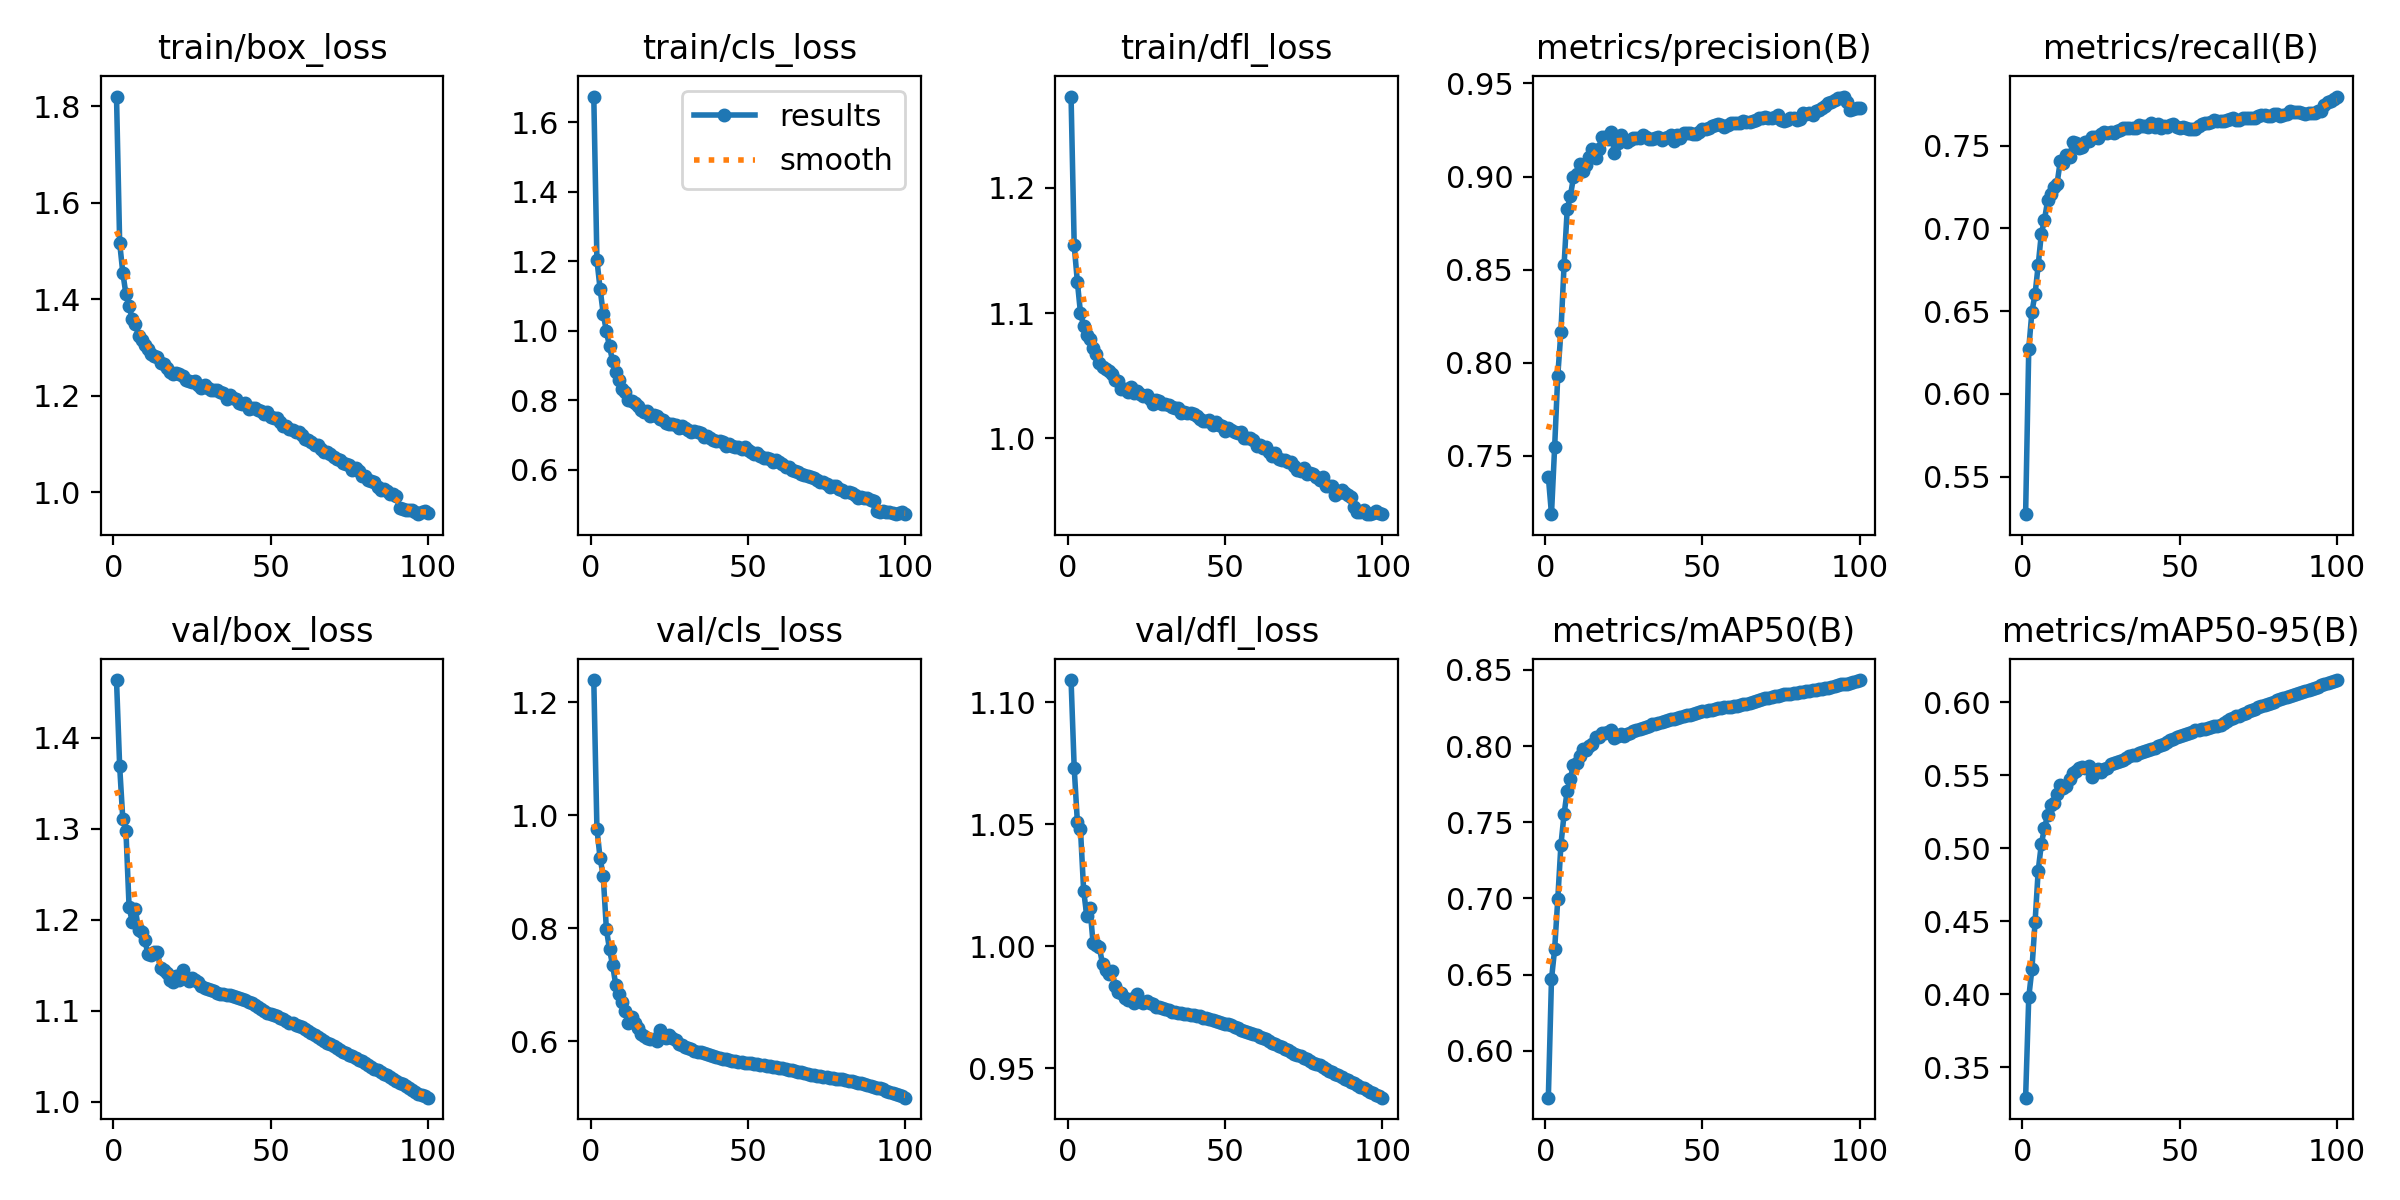 train/box_loss
1.8
1.6
1.4
1.2
1.0
0 50 100
train/cls_loss
results
smooth
1.6
1.4
1.2
1.0
0.8
0.6
0 50 100
train/dfl_loss
1.2
1.1
1.0
0 50 100
metrics/precision(B)
0.95
0.90
0.85
0.80
0.75
0 50 100
metrics/recall(B)
0.75
0.70
0.65
0.60
0.55
0 50 100
val/box_loss
1.4
1.3
1.2
1.1
1.0
0 50 100
val/cls_loss
1.2
1.0
0.8
0.6
0 50 100
val/dfl_loss
1.10
1.05
1.00
0.95
0 50 100
metrics/mAP50(B)
0.85
0.80
0.75
0.70
0.65
0.60
0 50 100
metrics/mAP50-95(B)
0.60
0.55
0.50
0.45
0.40
0.35
0 50 100